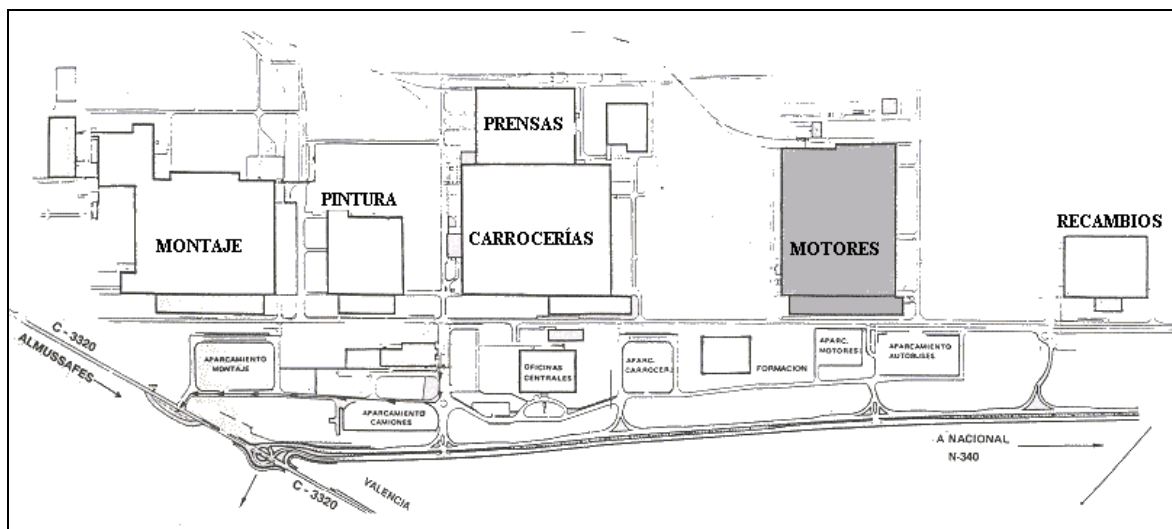 PRENSAS
PINTURA
RECAMBIOS
MONTAJE
CARROCERÍAS
MOTORES
C - 3320
ALMUSSAFES
APARCAMIENTO
MONTAJE
OFICINAS
CENTRALES
APARC.
CARROCER.
FORMACION
APARC.
MOTORES
APARCAMIENTO
AUTOBUSES
APARCAMIENTO
CAMIONES
A NACIONAL
N-340
C - 3320
VALENCIA